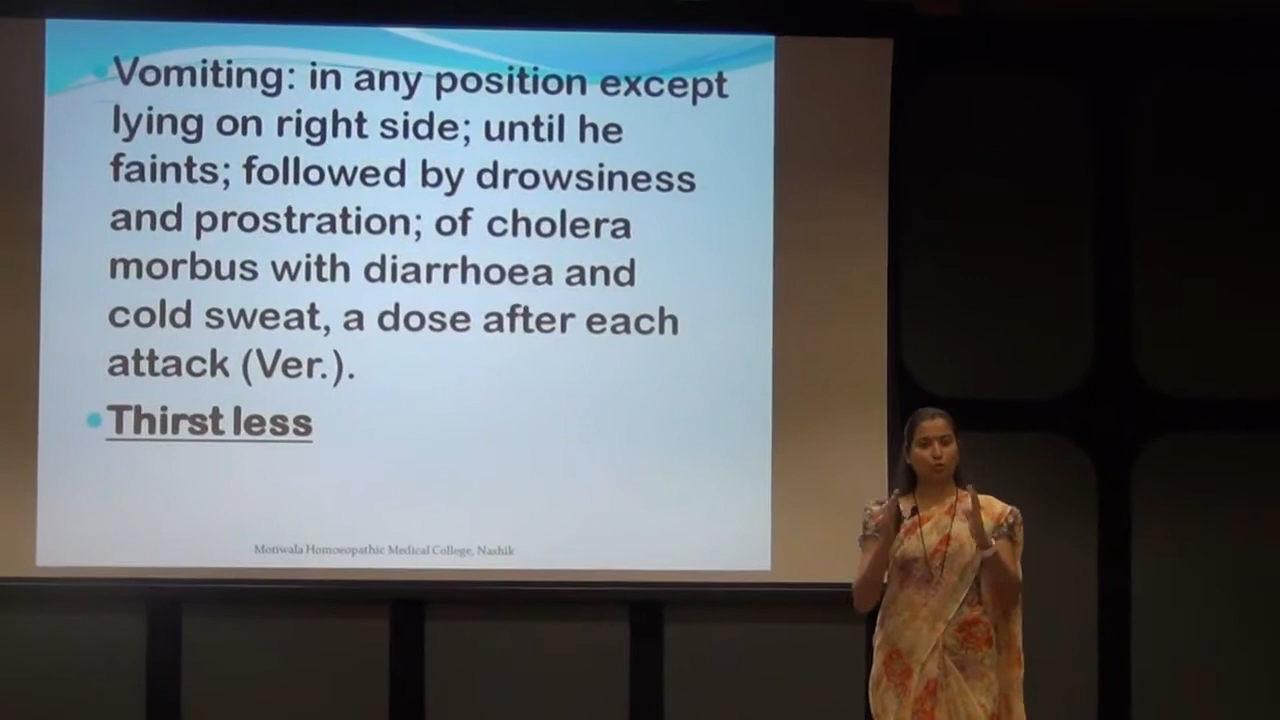 Vomiting: in any position except
lying on right side; until he
faints; followed by drowsiness
and prostration; of cholera
morbus with diarrhoea and
cold sweat, a dose after each
attack (Ver.).
Thirst less
Motiwala Homoeopathic Medical College, Nashik